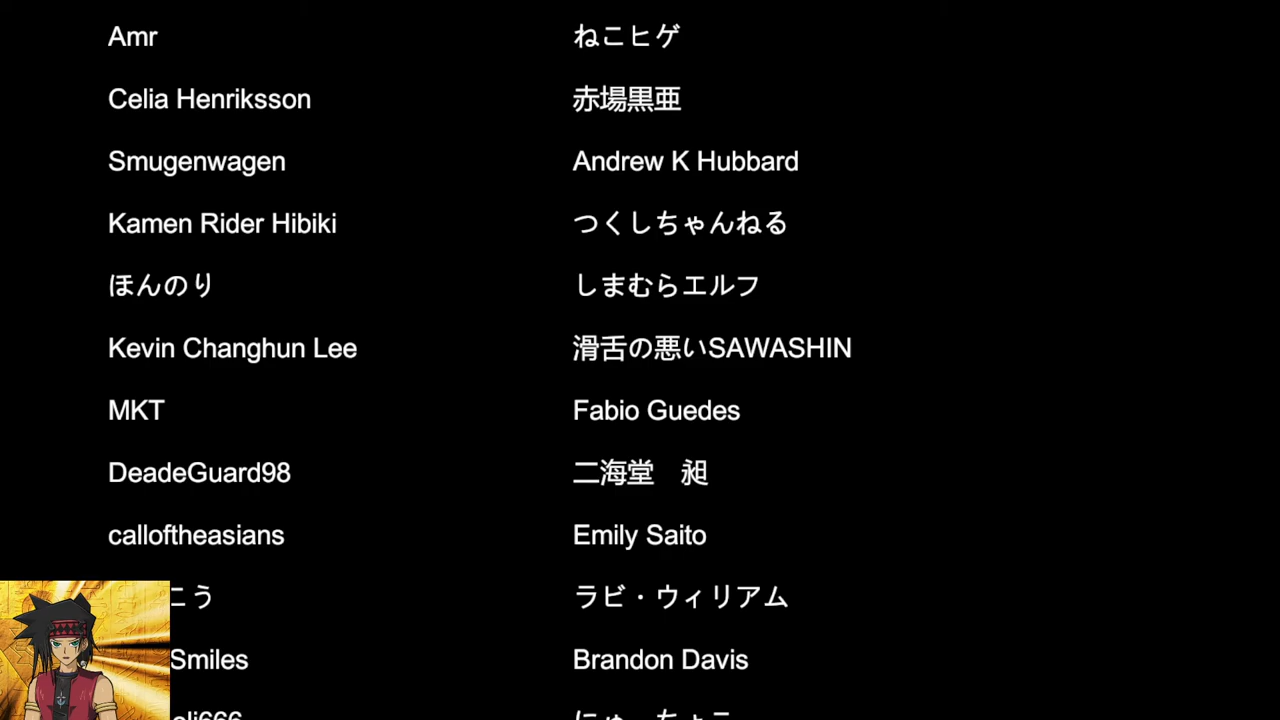 Amr
ねこヒゲ
Celia Henriksson
赤場黒亜
Smugenwagen
Andrew K Hubbard
Kamen Rider Hibiki
つくしちゃんねる
ほんのり
しまむらエルフ
Kevin Changhun Lee
滑舌の悪いSAWASHIN
MKT
Fabio Guedes
DeadeGuard98
二海堂　昶
calloftheasians
Emily Saito
こう
ラビ・ウィリアム
Smiles
Brandon Davis